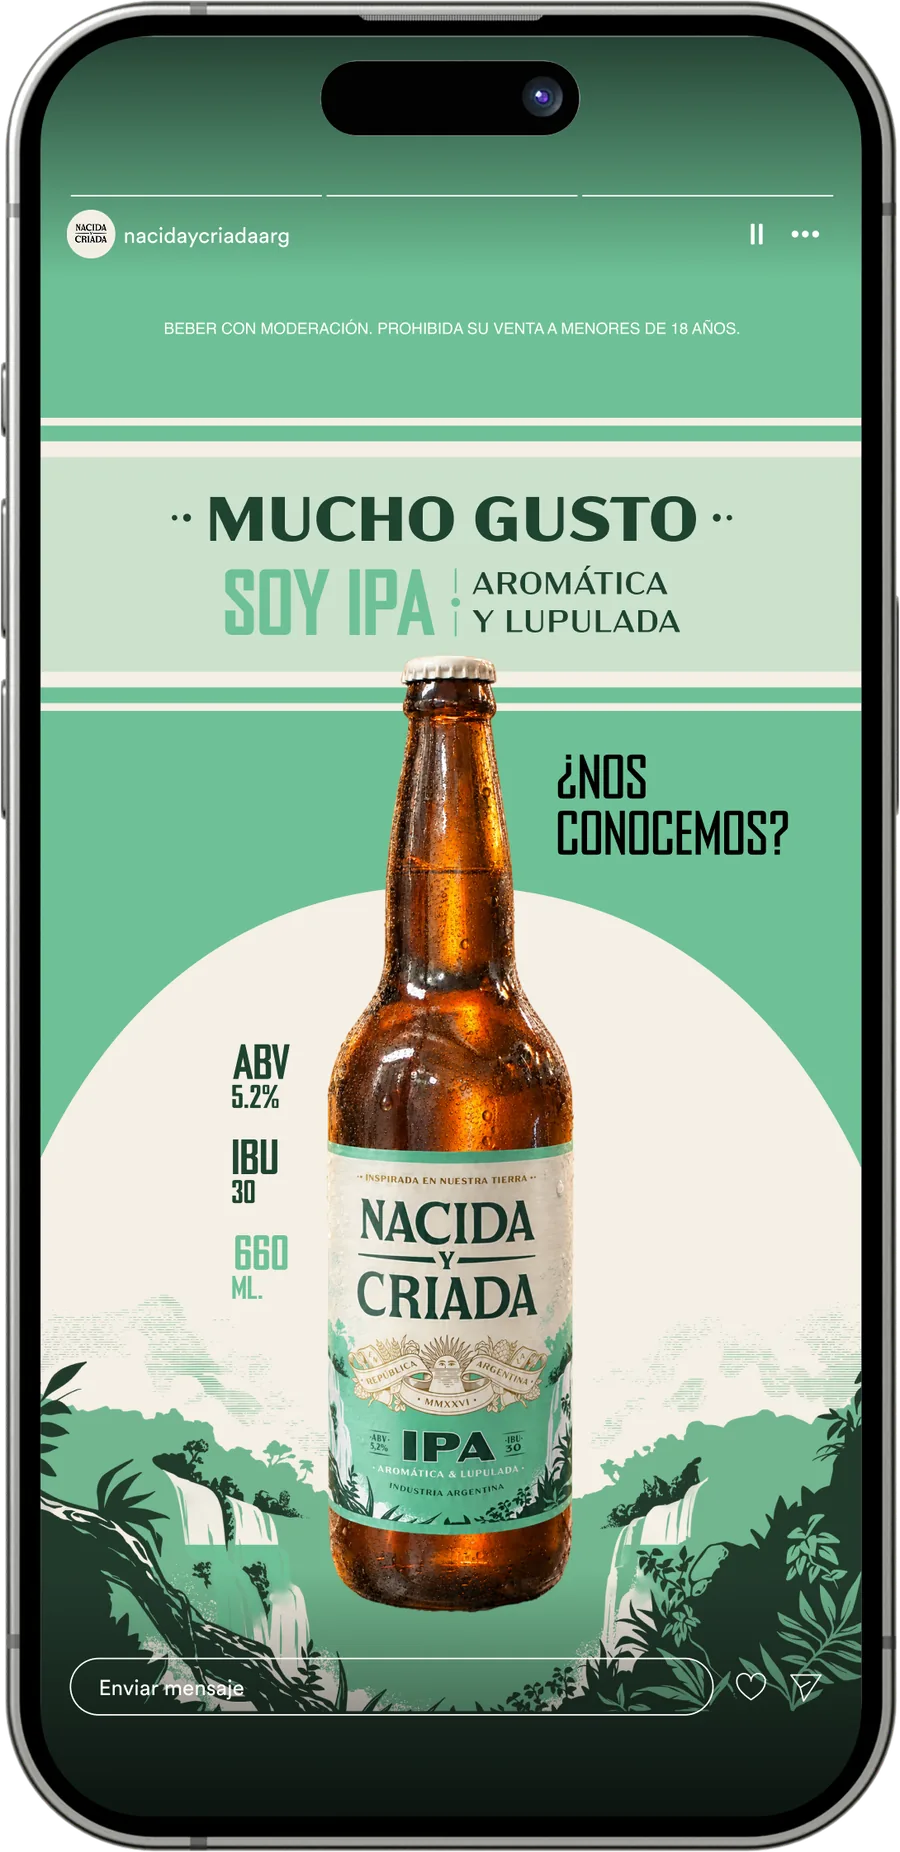 NACIDA
Y
CRIADA
nacidaycriadaarg
BEBER CON MODERACIÓN. PROHIBIDA SU VENTA A MENORES DE 18 AÑOS.
MUCHO GUSTO
SOY IPA
AROMÁTICA
Y LUPULADA
¿NOS
CONOCEMOS?
ABV
5.2%
IBU
30
660
ML.
INSPIRADA EN NUESTRA TIERRA
NACIDA
Y
CRIADA
REPÚBLICA ARGENTINA
MMXXVI
ABV
5,2%
IPA
IBU
30
AROMÁTICA & LUPULADA
INDUSTRIA ARGENTINA
Enviar mensaje